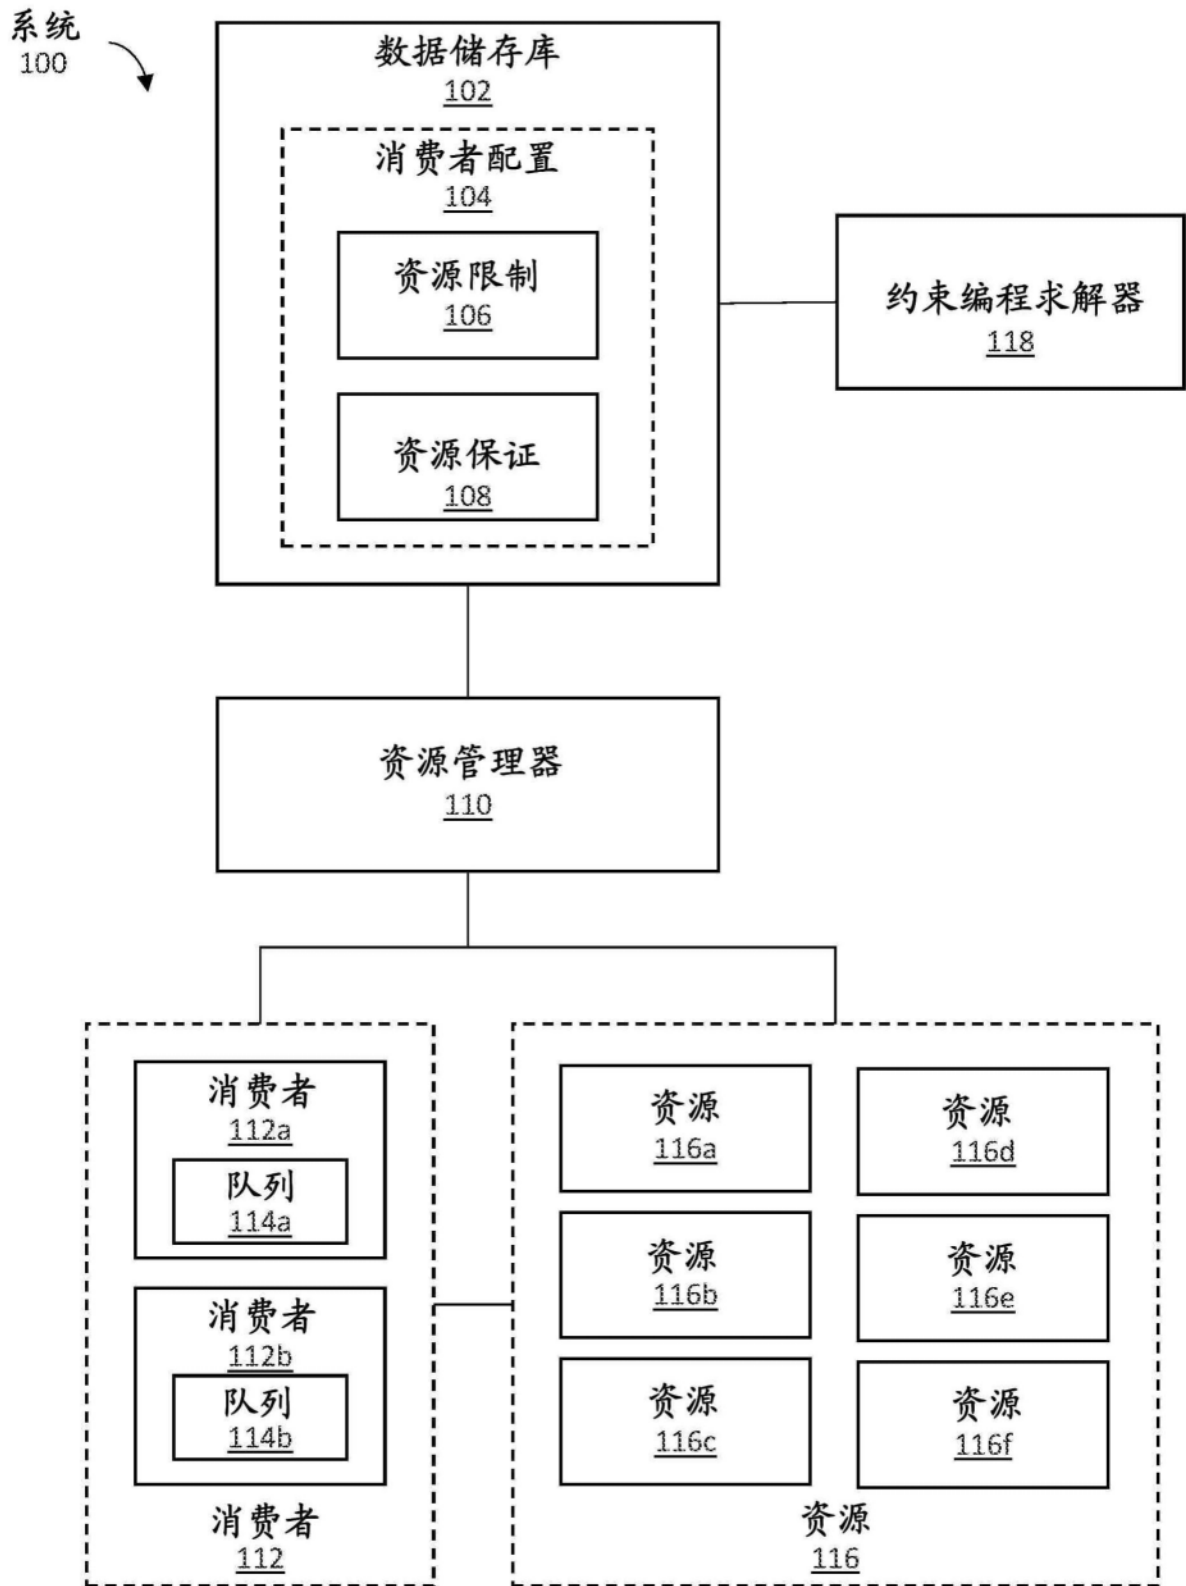 系统
100
数据储存库
102
消费者配置
104
资源限制
106
资源保证
108
约束编程求解器
118
资源管理器
110
消费者
112a
队列
114a
消费者
112b
队列
114b
消费者
112
资源
116a
资源
116d
资源
116b
资源
116e
资源
116c
资源
116f
资源
116